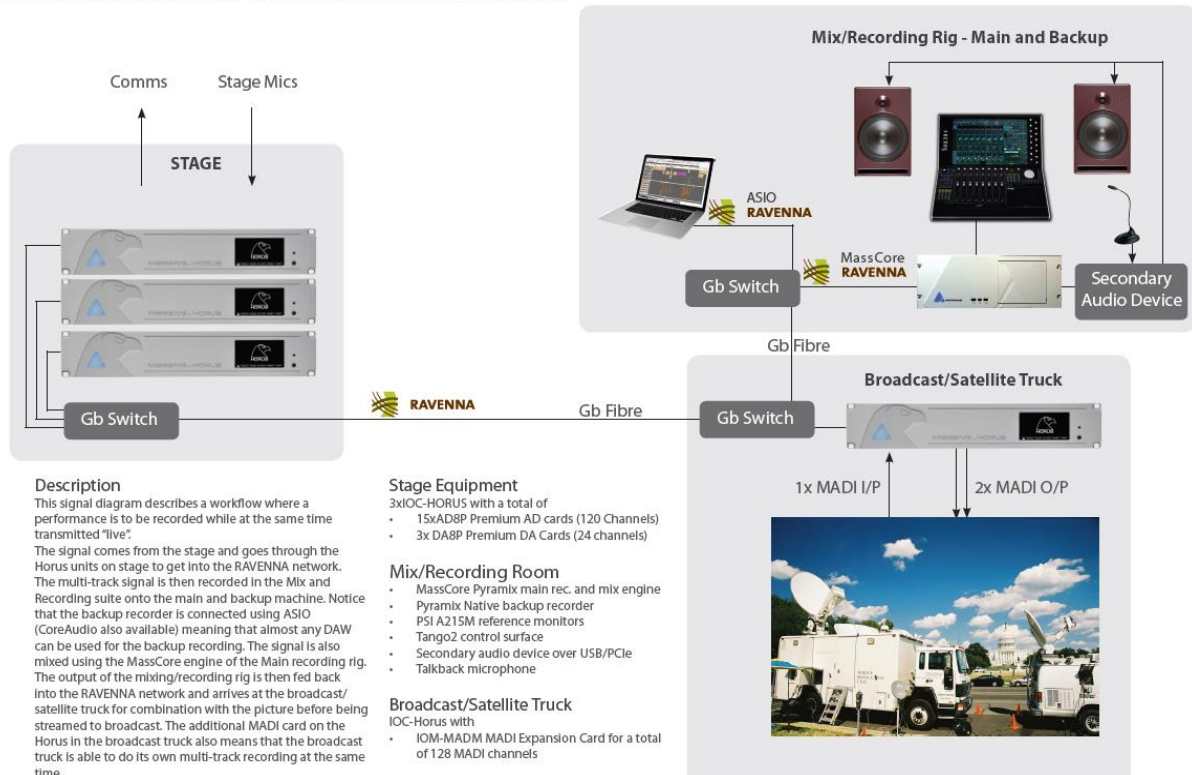 Mix/Recording Rig - Main and Backup
Comms
Stage Mics
STAGE
ASIO
RAVENNA
MassCore
RAVENNA
Gb Switch
Secondary
Audio Device
Gb Fibre
Broadcast/Satellite Truck
RAVENNA
Gb Fibre
Gb Switch
Gb Switch
1x MADI I/P
2x MADI O/P
Description
This signal diagram describes a workflow where a
performance is to be recorded while at the same time
transmitted "live".
The signal comes from the stage and goes through the
Horus units on stage to get into the RAVENNA network.
The multi-track signal is then recorded in the Mix and
Recording suite onto the main and backup machine. Notice
that the backup recorder is connected using ASIO
(CoreAudio also available) meaning that almost any DAW
can be used for the backup recording. The signal is also
mixed using the MassCore engine of the Main recording rig.
The output of the mixing/recording rig is then fed back
into the RAVENNA network and arrives at the broadcast/
satellite truck for combination with the picture before being
streamed to broadcast. The additional MADI card on the
Horus in the broadcast truck also means that the broadcast
truck is able to do its own multi-track recording at the same
time.
Stage Equipment
3xIOC-HORUS with a total of
• 15xAD8P Premium AD cards (120 Channels)
• 3x DA8P Premium DA Cards (24 channels)
Mix/Recording Room
• MassCore Pyramix main rec. and mix engine
• Pyramix Native backup recorder
• PSI A215M reference monitors
• Tango2 control surface
• Secondary audio device over USB/PCIe
• Talkback microphone
Broadcast/Satellite Truck
IOC-Horus with
• IOM-MADM MADI Expansion Card for a total
of 128 MADI channels